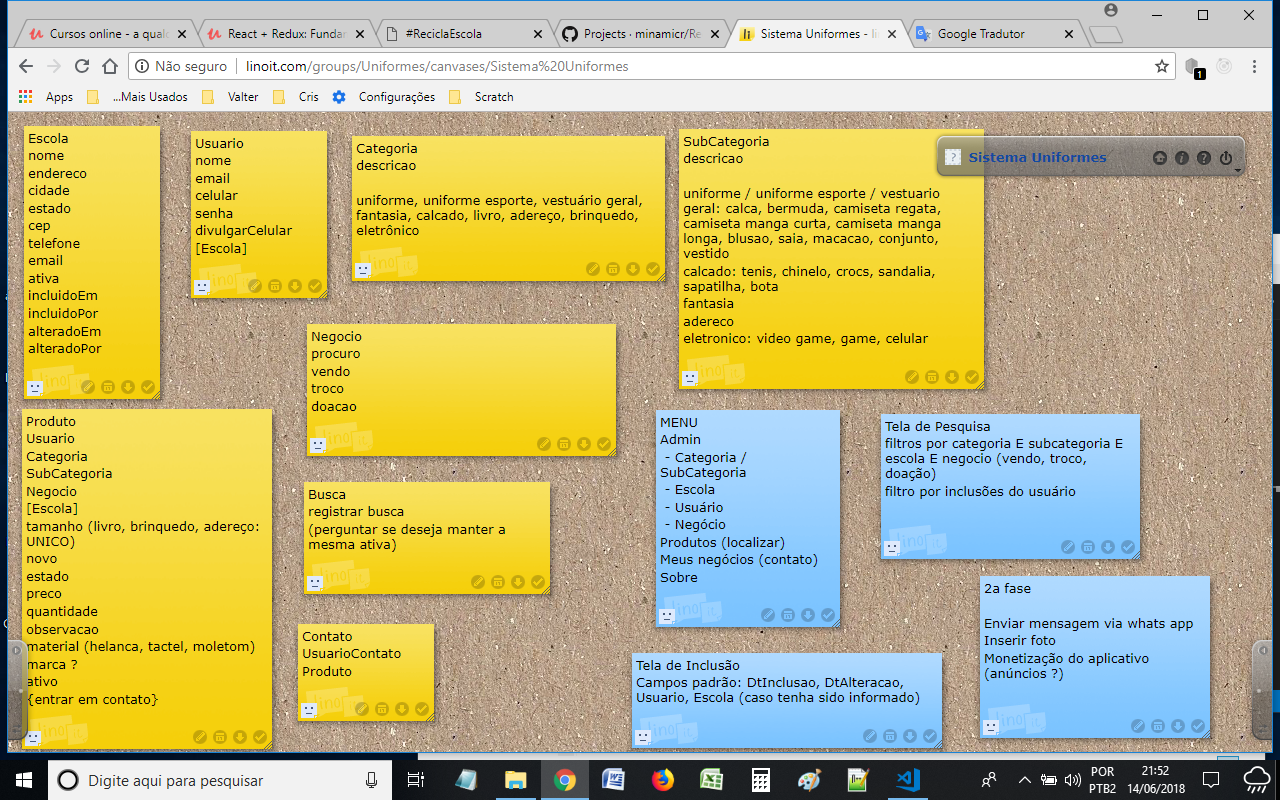 Cursos online - a qual
React + Redux: Fundar
#ReciclaEscola
Projects · minamicr/Re
Sistema Uniformes - li
Google Tradutor
Não seguro
linoit.com/groups/Uniformes/canvases/Sistema%20Uniformes
1
Apps
...Mais Usados
Valter
Cris
Configurações
Scratch
Escola
nome
endereco
cidade
estado
cep
telefone
email
ativa
incluidoEm
incluidoPor
alteradoEm
alteradoPor
Usuario
nome
email
celular
senha
divulgarCelular
[Escola]
Categoria
descricao
uniforme, uniforme esporte, vestuário geral,
fantasia, calcado, livro, adereço, brinquedo,
eletrônico
SubCategoria
descricao
uniforme / uniforme esporte / vestuario
geral: calca, bermuda, camiseta regata,
camiseta manga curta, camiseta manga
longa, blusao, saia, macacao, conjunto,
vestido
calcado: tenis, chinelo, crocs, sandalia,
sapatilha, bota
fantasia
adereco
eletronico: video game, game, celular
Sistema Uniformes
Negocio
procuro
vendo
troco
doacao
Produto
Usuario
Categoria
SubCategoria
Negocio
[Escola]
tamanho (livro, brinquedo, adereço:
UNICO)
novo
estado
preco
quantidade
observacao
material (helanca, tactel, moletom)
marca ?
ativo
{entrar em contato}
Busca
registrar busca
(perguntar se deseja manter a
mesma ativa)
Contato
UsuarioContato
Produto
MENU
Admin
- Categoria /
SubCategoria
- Escola
- Usuário
- Negócio
Produtos (localizar)
Meus negócios (contato)
Sobre
Tela de Pesquisa
filtros por categoria E subcategoria E
escola E negocio (vendo, troco,
doação)
filtro por inclusões do usuário
Tela de Inclusão
Campos padrão: DtInclusao, DtAlteracao,
Usuario, Escola (caso tenha sido informado)
2a fase
Enviar mensagem via whats app
Inserir foto
Monetização do aplicativo
(anúncios ?)
Digite aqui para pesquisar
POR
PTB2
21:52
14/06/2018